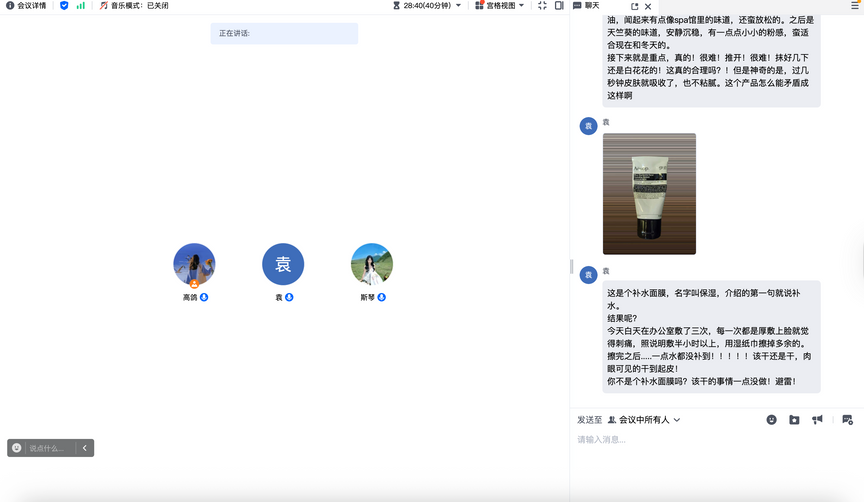 会议详情
音乐模式：已关闭
28:40(40分钟)
宫格视图
聊天
正在讲话:
油，闻起来有点像spa馆里的味道，还蛮放松的。之后是
天竺葵的味道，安静沉稳，有一点点小小的粉感，蛮适
合现在和冬天的。
接下来就是重点，真的！很难！推开！很难！抹好几下
还是白花花的！这真的合理吗？！但是神奇的是，过几
秒钟皮肤就吸收了，也不粘腻。这个产品怎么能矛盾成
这样啊
袁
袁
Aesop
袁
袁
这是个补水面膜，名字叫保湿，介绍的第一句就说补
水。
结果呢？
今天白天在办公室敷了三次，每一次都是厚敷上脸就觉
得刺痛，照说明敷半小时以上，用湿纸巾擦掉多余的。
擦完之后.....一点水都没补到！！！！！该干还是干，肉
眼可见的干到起皮！
你不是个补水面膜吗？该干的事情一点没做！避雷！
袁
高鸽
袁
斯琴
说点什么...
发送至
会议中所有人
请输入消息...